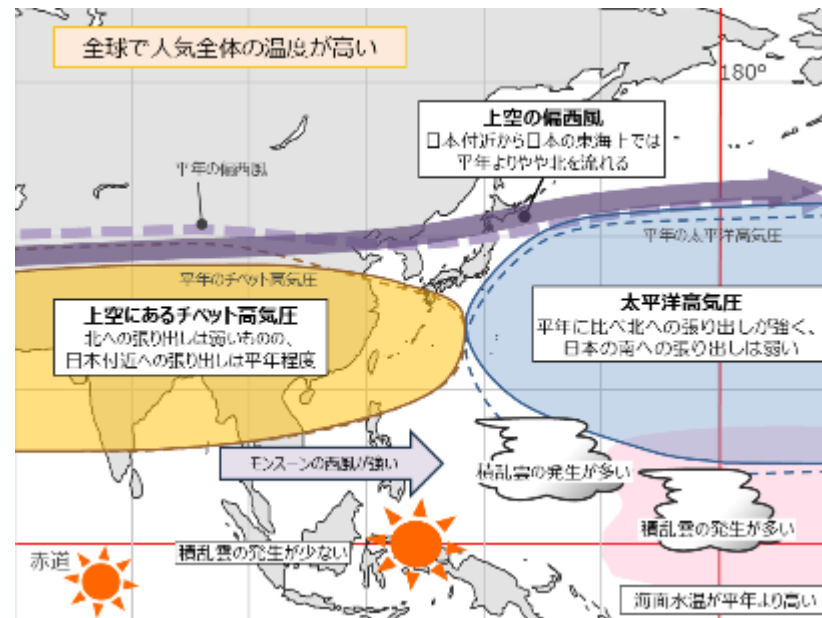 全球で大気全体の温度が高い
180°
上空の偏西風
日本付近から日本の東海上では
平年よりやや北を流れる
平年の偏西風
平年の太平洋高気圧
平年のチベット高気圧
上空にあるチベット高気圧
北への張り出しは弱いものの、
日本付近への張り出しは平年程度
太平洋高気圧
平年に比べ北への張り出しが強く、
日本の南への張り出しは弱い
モンスーンの西風が強い
積乱雲の発生が多い
積乱雲の発生が多い
積乱雲の発生が少ない
赤道
海面水温が平年より高い